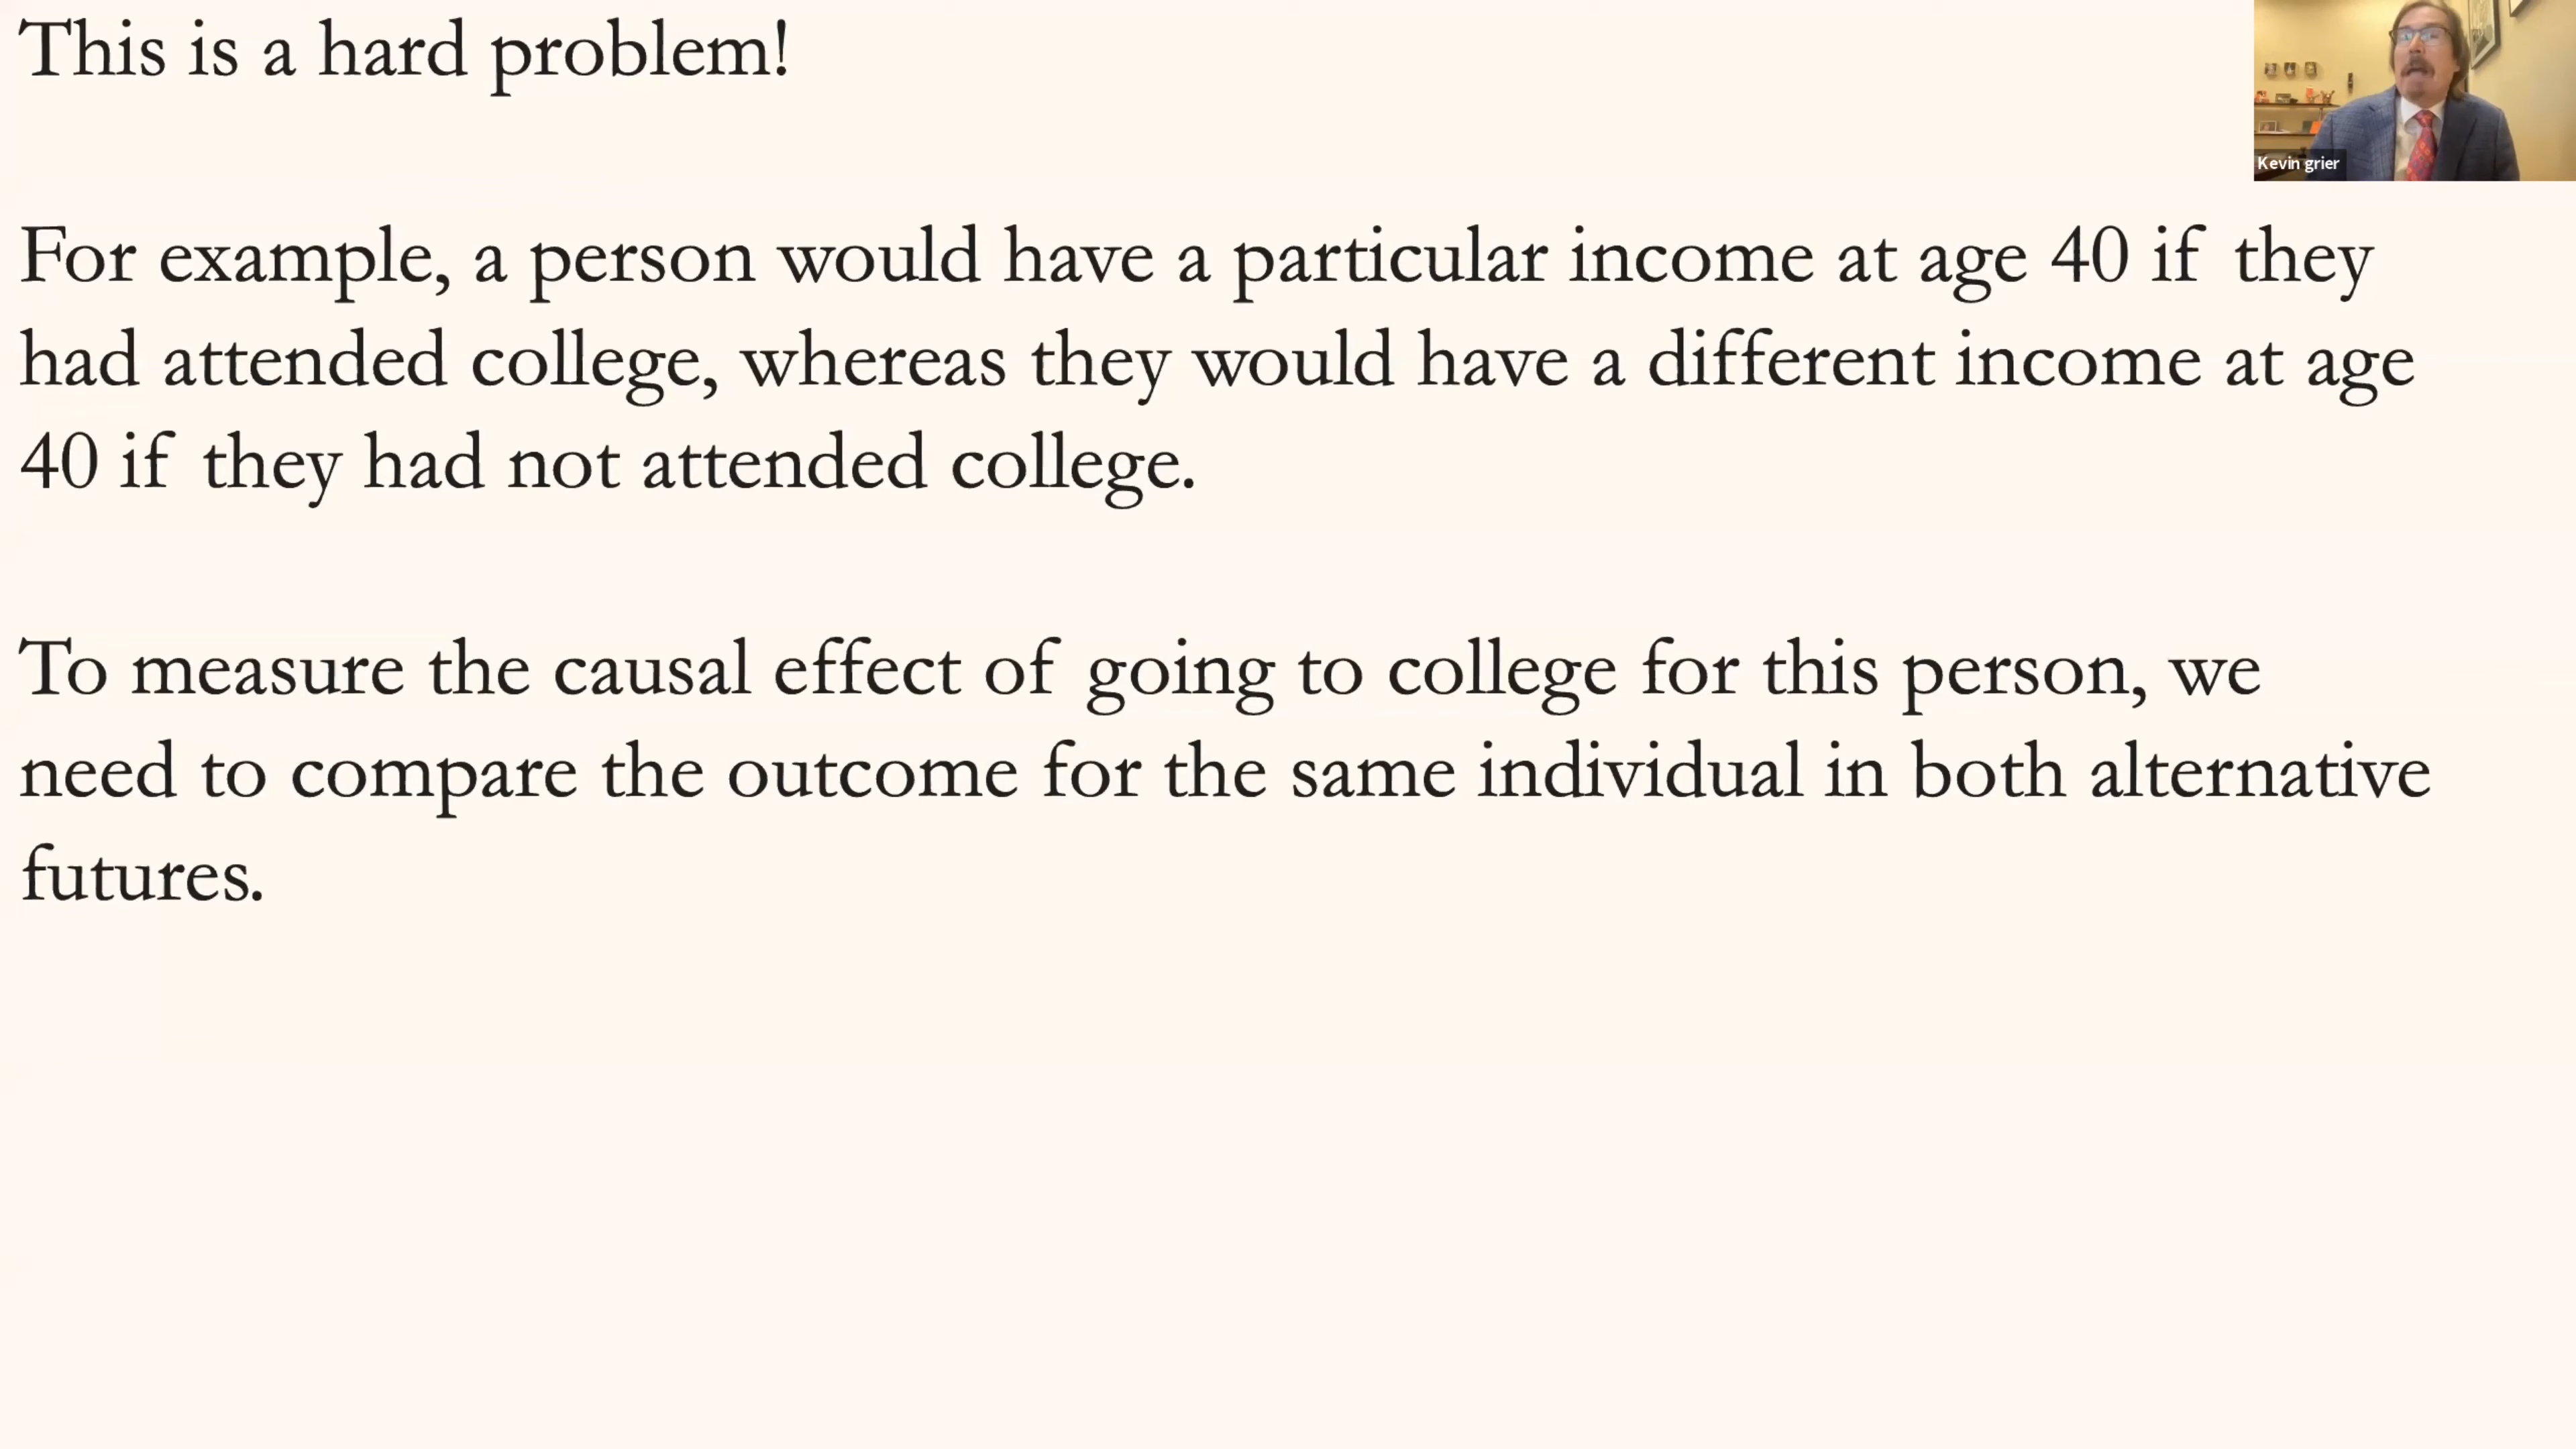 This is a hard problem!
Kevin grier
For example, a person would have a particular income at age 40 if they
had attended college, whereas they would have a different income at age
40 if they had not attended college.
To measure the causal effect of going to college for this person, we
need to compare the outcome for the same individual in both alternative
futures.